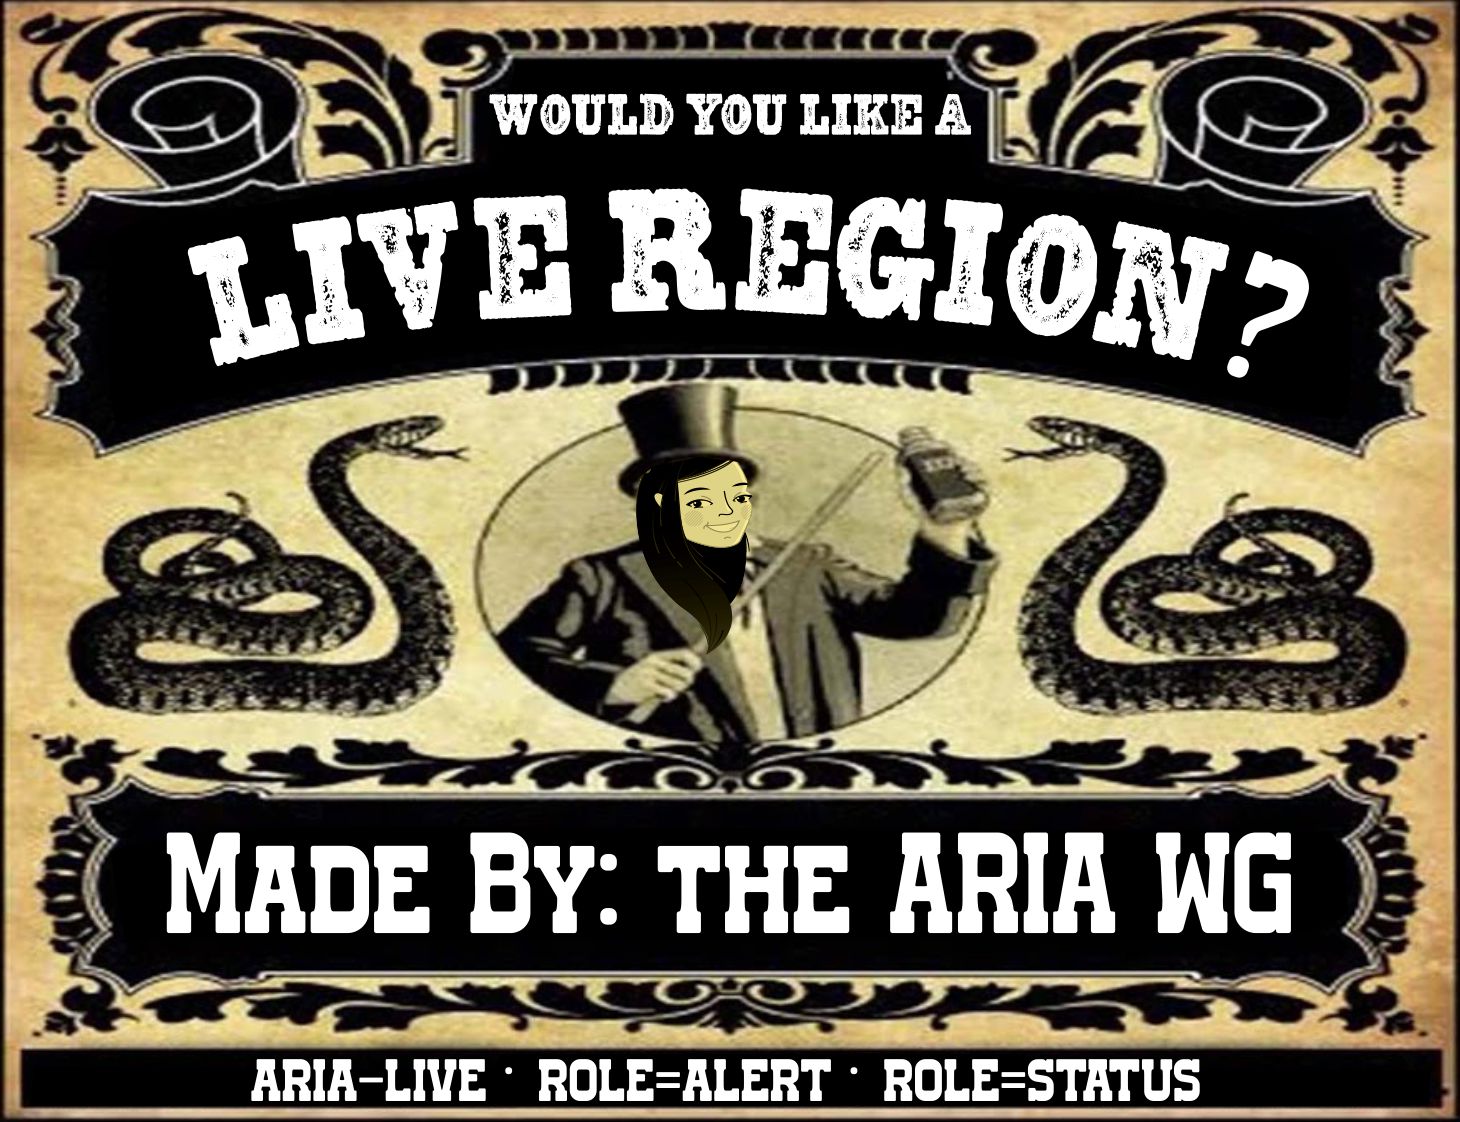 WOULD YOU LIKE A
LIVE REGION?
MADE BY: THE ARIA WG
ARIA-LIVE · ROLE=ALERT · ROLE=STATUS